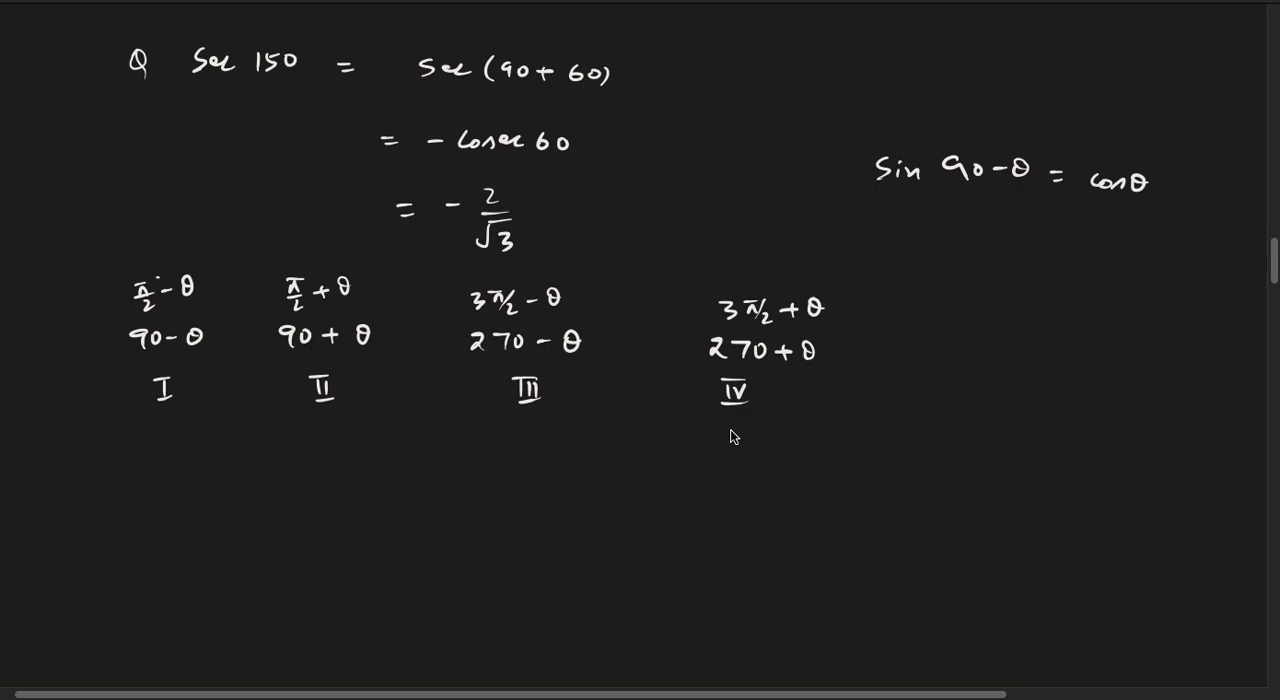 Q Sec 150 = Sec (90 + 60)
= - Cosec 60
Sin 90 - θ = cos θ
= - 2/√3
π/2 - θ π/2 + θ 3π/2 - θ 3π/2 + θ
90 - θ 90 + θ 270 - θ 270 + θ
I II III IV